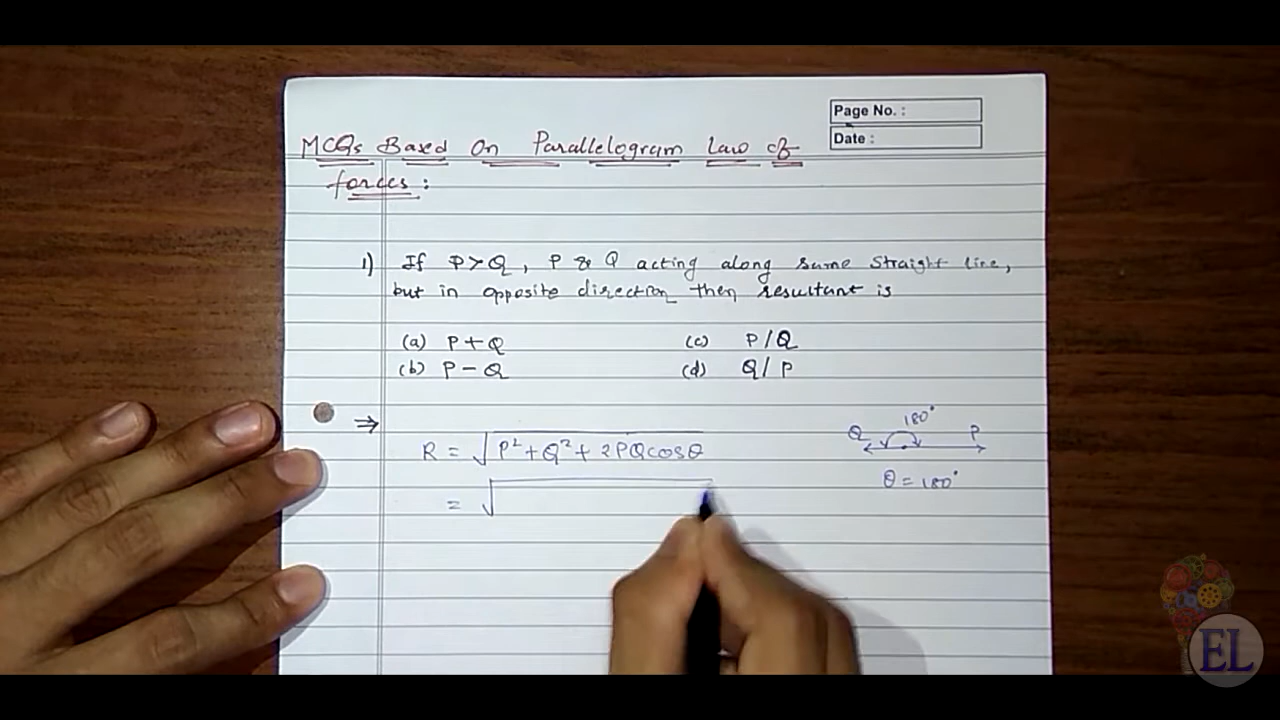 Page No. :
Date :
MCQs Based On Parallelogram Law of
forces :
1) If P > Q, P & Q acting along same straight line,
but in opposite direction then resultant is
(a) P + Q (c) P / Q
(b) P - Q (d) Q / P
⇒ R = √P²+Q²+2PQcosθ
= √
180°
Q P
θ = 180°
EL